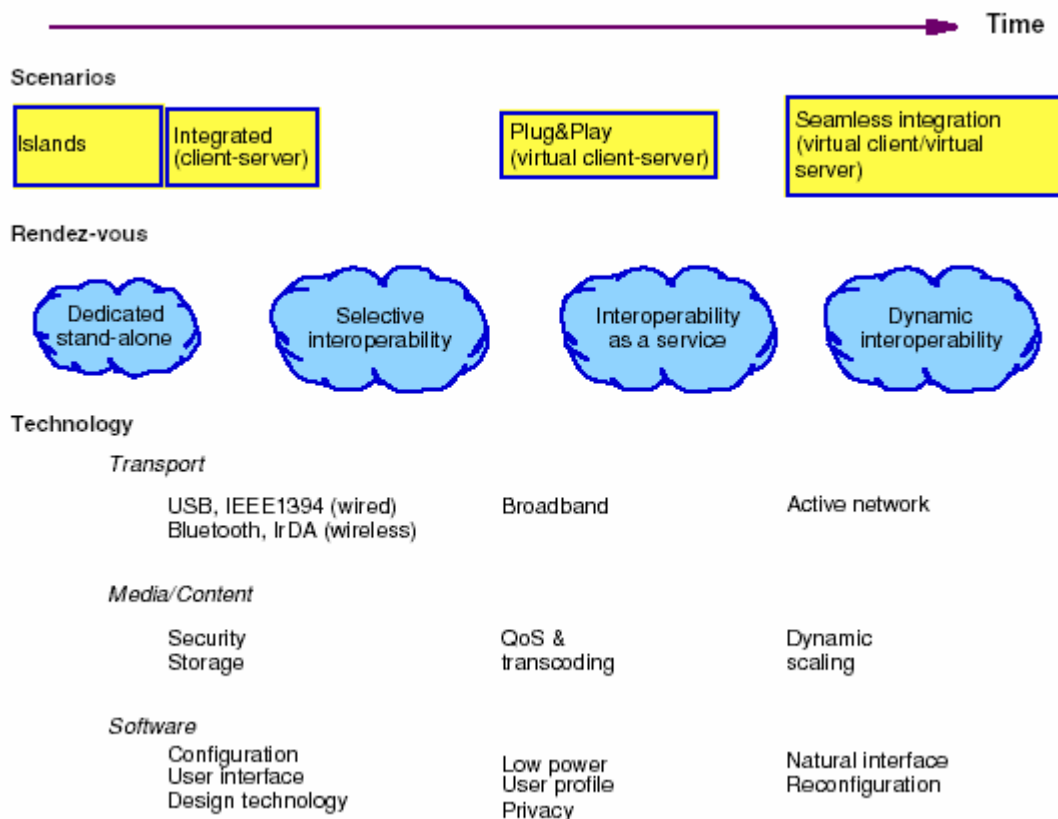 Time
Scenarios
Islands
Integrated
(client-server)
Plug&Play
(virtual client-server)
Seamless integration
(virtual client/virtual
server)
Rendez-vous
Dedicated
stand-alone
Selective
interoperability
Interoperability
as a service
Dynamic
interoperability
Technology
Transport
USB, IEEE1394 (wired)
Bluetooth, IrDA (wireless)
Broadband
Active network
Media/Content
Security
Storage
QoS &
transcoding
Dynamic
scaling
Software
Configuration
User interface
Design technology
Low power
User profile
Privacy
Natural interface
Reconfiguration